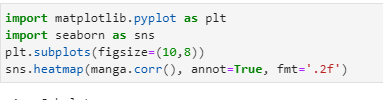 import matplotlib.pyplot as plt
import seaborn as sns
plt.subplots(figsize=(10,8))
sns.heatmap(manga.corr(), annot=True, fmt='.2f')